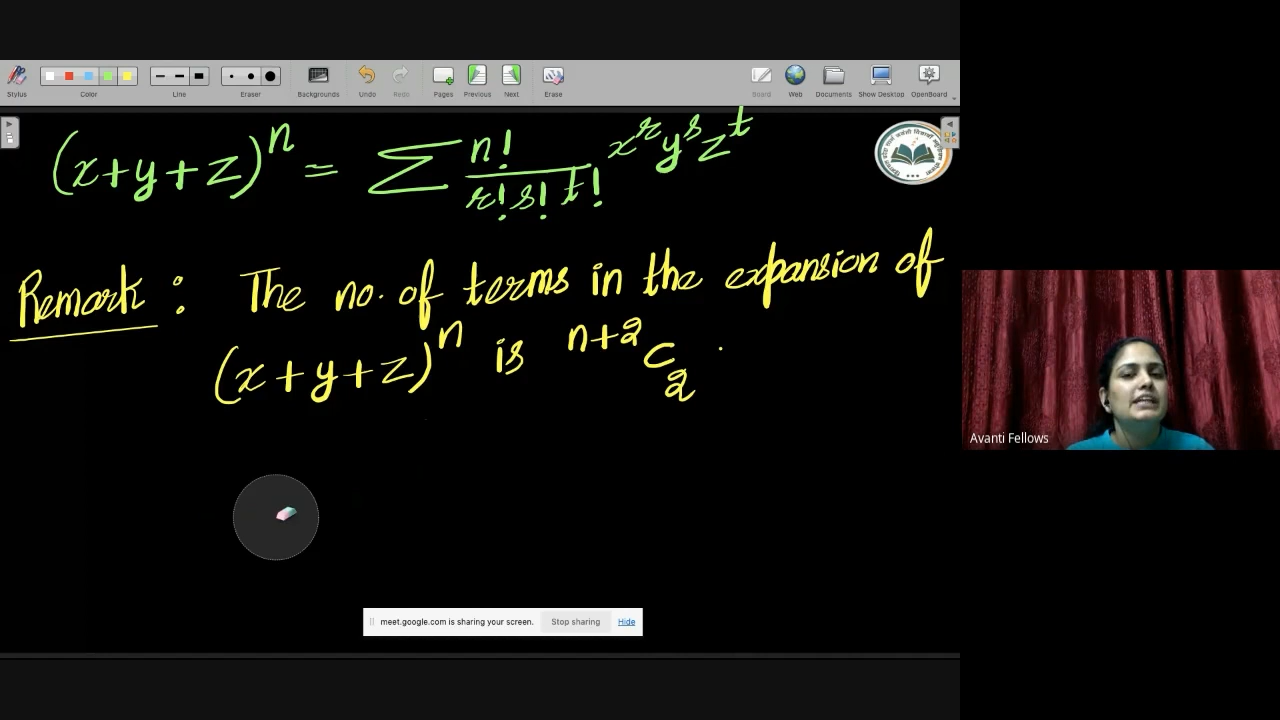 Stylus Color Line Eraser Backgrounds Undo Redo Pages Previous Next Erase Board Web Documents Show Desktop OpenBoard
(x+y+z)^n = Σ n!/(r! s! t!) x^r y^s z^t
Remark : The no. of terms in the expansion of
(x+y+z)^n is ^{n+2}C_2 .
Avanti Fellows
meet.google.com is sharing your screen. Stop sharing Hide